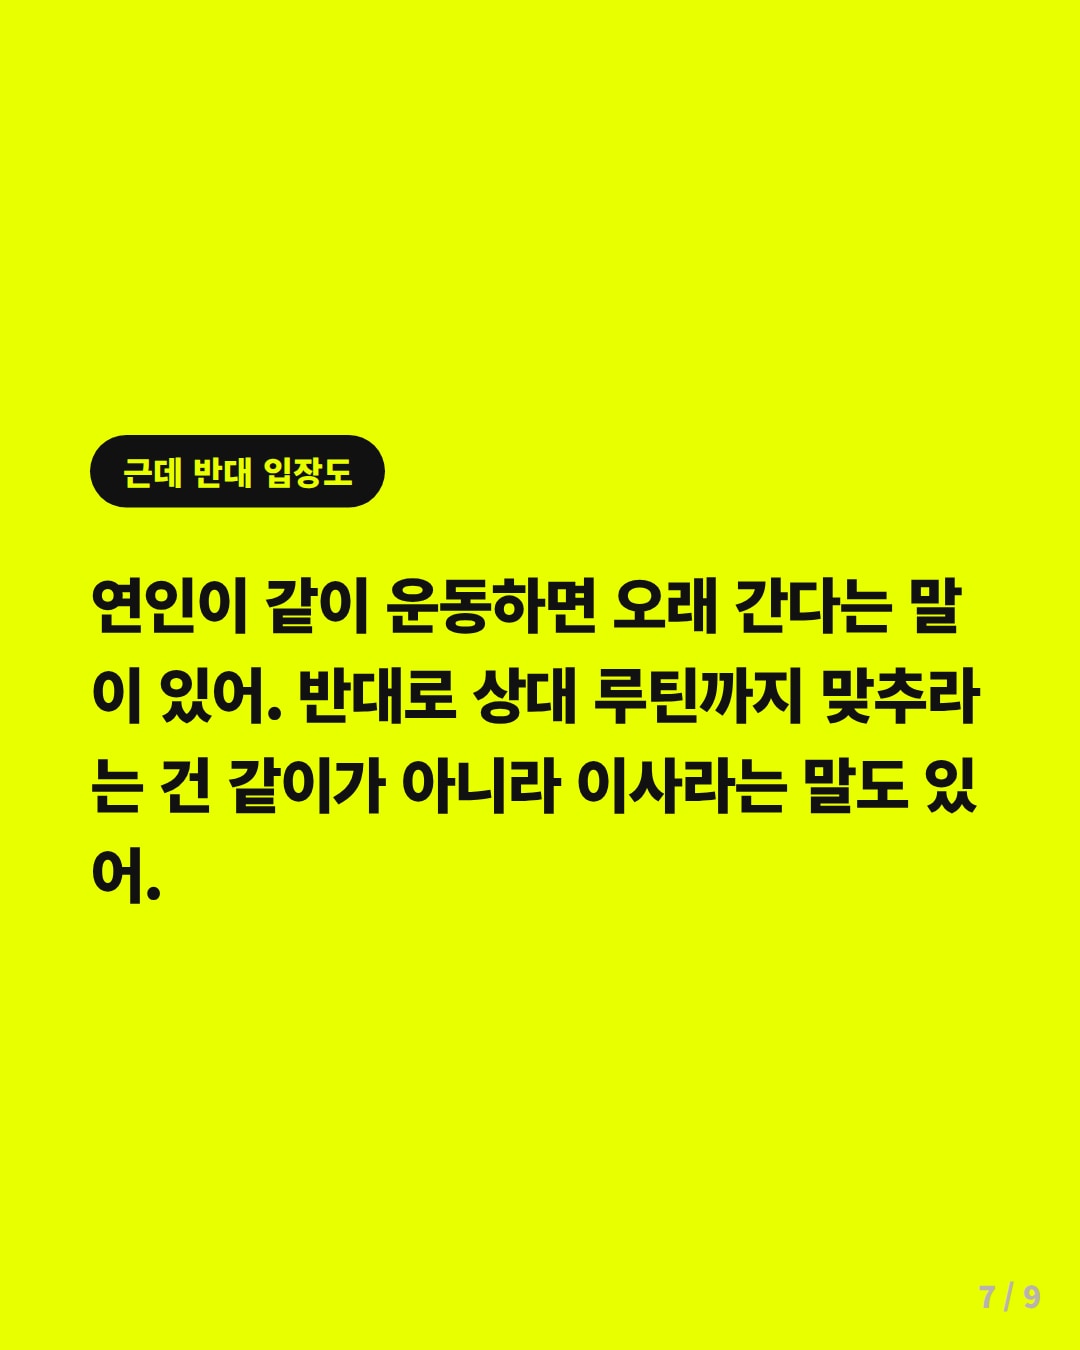 근데 반대 입장도
연인이 같이 운동하면 오래 간다는 말
이 있어. 반대로 상대 루틴까지 맞추라
는 건 같이가 아니라 이사라는 말도 있
어.
7 / 9